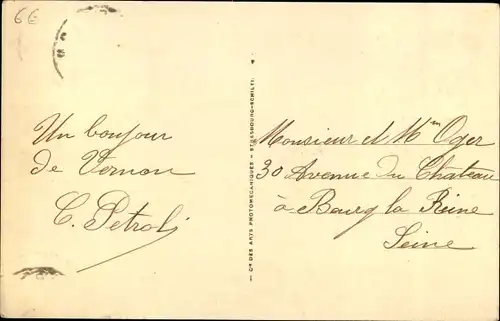 66
Un bonjour
de Vernon
C. Petrol
— Cie DES ARTS PHOTOMECANIQUES — STRASBOURG-SCHILTI.
Monsieur et Mme Oger
30 Avenue du Chateau
à Bourg la Reine
Seine